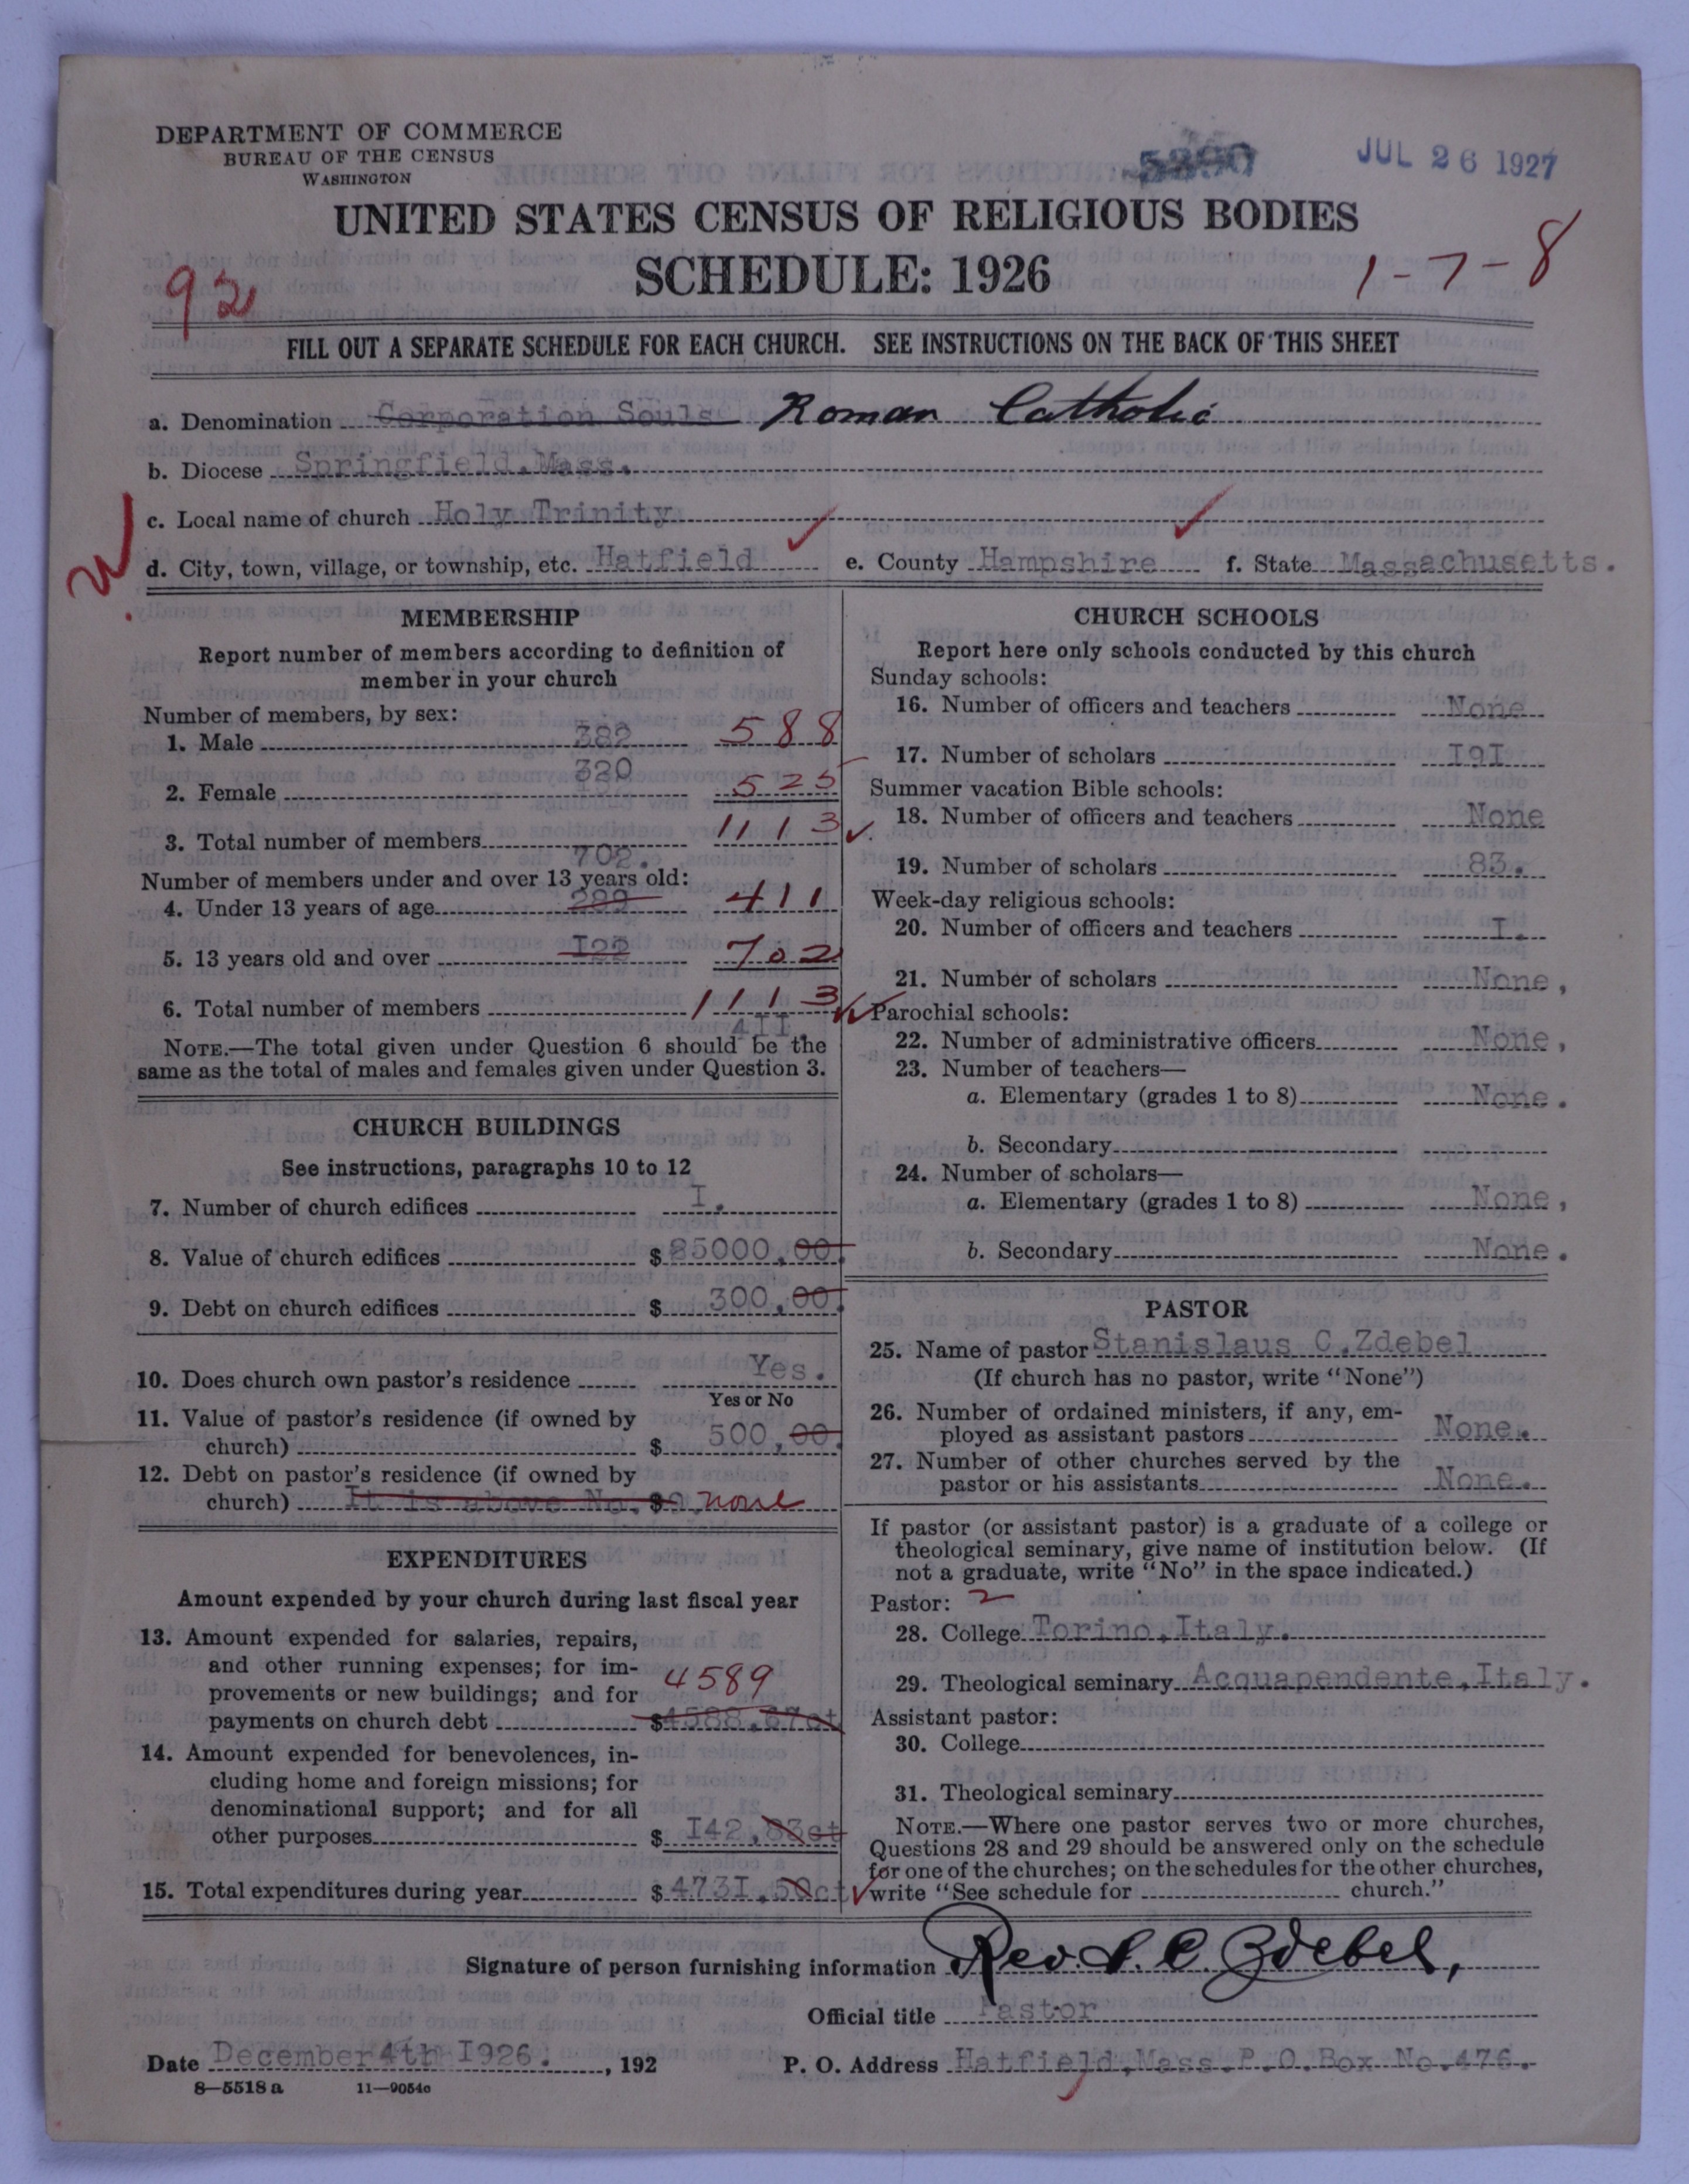 DEPARTMENT OF COMMERCE
BUREAU OF THE CENSUS
WASHINGTON
JUL 26 1927
UNITED STATES CENSUS OF RELIGIOUS BODIES
SCHEDULE: 1926
92
1-7-8
FILL OUT A SEPARATE SCHEDULE FOR EACH CHURCH. SEE INSTRUCTIONS ON THE BACK OF THIS SHEET
a. Denomination Corporation Souls Roman Catholic
b. Diocese Springfield.Mass.
c. Local name of church Holy Trinity
d. City, town, village, or township, etc. Hatfield e. County Hampshire f. State Massachusetts.
MEMBERSHIP
Report number of members according to definition of
member in your church
Number of members, by sex:
1. Male 382 588
2. Female 320 525
3. Total number of members 702. 1113
Number of members under and over 13 years old:
4. Under 13 years of age 289 411
5. 13 years old and over I22 702
6. Total number of members 1113
4II.
NOTE.—The total given under Question 6 should be the
same as the total of males and females given under Question 3.
CHURCH BUILDINGS
See instructions, paragraphs 10 to 12
7. Number of church edifices I.
8. Value of church edifices $ 85000.00.
9. Debt on church edifices $ 300.00.
10. Does church own pastor's residence Yes.
Yes or No
11. Value of pastor's residence (if owned by
church) $ 500.00.
12. Debt on pastor's residence (if owned by
church) It is above No. $9 none
EXPENDITURES
Amount expended by your church during last fiscal year
13. Amount expended for salaries, repairs,
and other running expenses; for im-
provements or new buildings; and for 4589
payments on church debt $4588.67ct
14. Amount expended for benevolences, in-
cluding home and foreign missions; for
denominational support; and for all
other purposes $ I42.83ct
15. Total expenditures during year $ 473I.50ct
CHURCH SCHOOLS
Report here only schools conducted by this church
Sunday schools:
16. Number of officers and teachers None
17. Number of scholars I9I
Summer vacation Bible schools:
18. Number of officers and teachers None
19. Number of scholars 83.
Week-day religious schools:
20. Number of officers and teachers I.
21. Number of scholars None,
Parochial schools:
22. Number of administrative officers None,
23. Number of teachers—
a. Elementary (grades 1 to 8) None.
b. Secondary
24. Number of scholars—
a. Elementary (grades 1 to 8) None,
b. Secondary None.
PASTOR
25. Name of pastor Stanislaus C.Zdebel
(If church has no pastor, write "None")
26. Number of ordained ministers, if any, em-
ployed as assistant pastors None.
27. Number of other churches served by the
pastor or his assistants None.
If pastor (or assistant pastor) is a graduate of a college or
theological seminary, give name of institution below. (If
not a graduate, write "No" in the space indicated.)
Pastor: 2
28. College Torino,Italy.
29. Theological seminary Acquapendente,Italy.
Assistant pastor:
30. College
31. Theological seminary
NOTE.—Where one pastor serves two or more churches,
Questions 28 and 29 should be answered only on the schedule
for one of the churches; on the schedules for the other churches,
write "See schedule for church."
Signature of person furnishing information Rev. S. C. Zdebel,
Official title Pastor
Date December 4th I926., 192 P. O. Address Hatfield,Mass.P.O.Box No.476.
8—5518 a 11—9054c